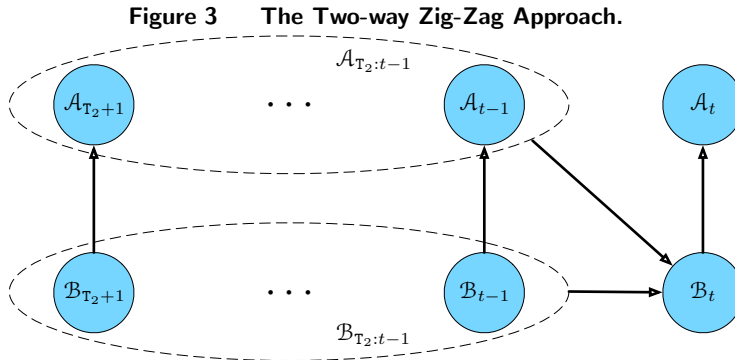 Figure 3 The Two-way Zig-Zag Approach.
𝒜_{T₂:t−1}
𝒜_{T₂+1} ··· 𝒜_{t−1} 𝒜_t
ℬ_{T₂+1} ··· ℬ_{t−1} ℬ_t
ℬ_{T₂:t−1}